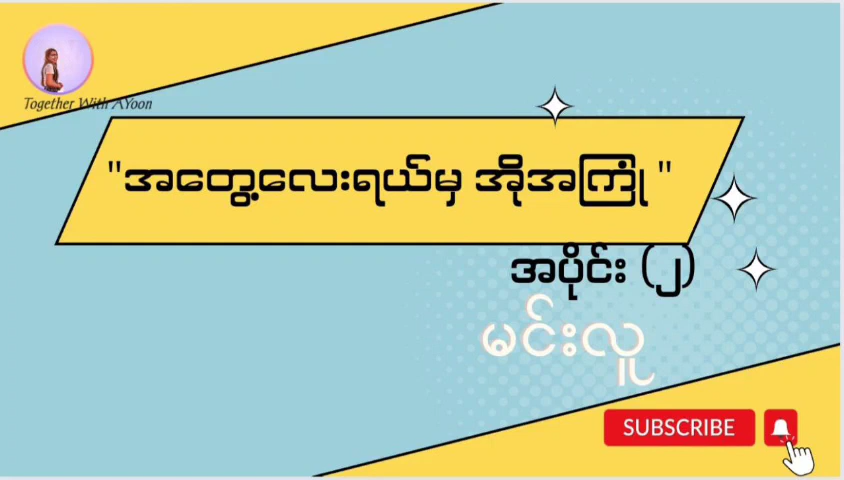 Together With AYoon
"အတွေ့လေးရယ်မှ အိုအကြုံ "
အပိုင်း (၂)
မင်းလူ
SUBSCRIBE